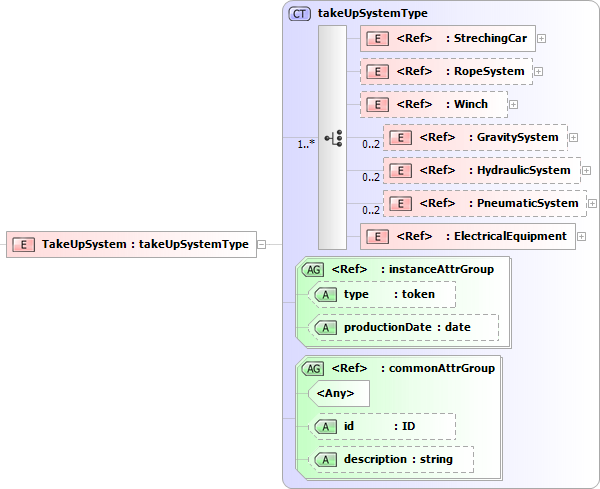 CT takeUpSystemType
E <Ref> : StrechingCar
E <Ref> : RopeSystem
E <Ref> : Winch
1..*
0..2 E <Ref> : GravitySystem
0..2 E <Ref> : HydraulicSystem
0..2 E <Ref> : PneumaticSystem
E <Ref> : ElectricalEquipment
E TakeUpSystem : takeUpSystemType
AG <Ref> : instanceAttrGroup
A type : token
A productionDate : date
AG <Ref> : commonAttrGroup
<Any>
A id : ID
A description : string